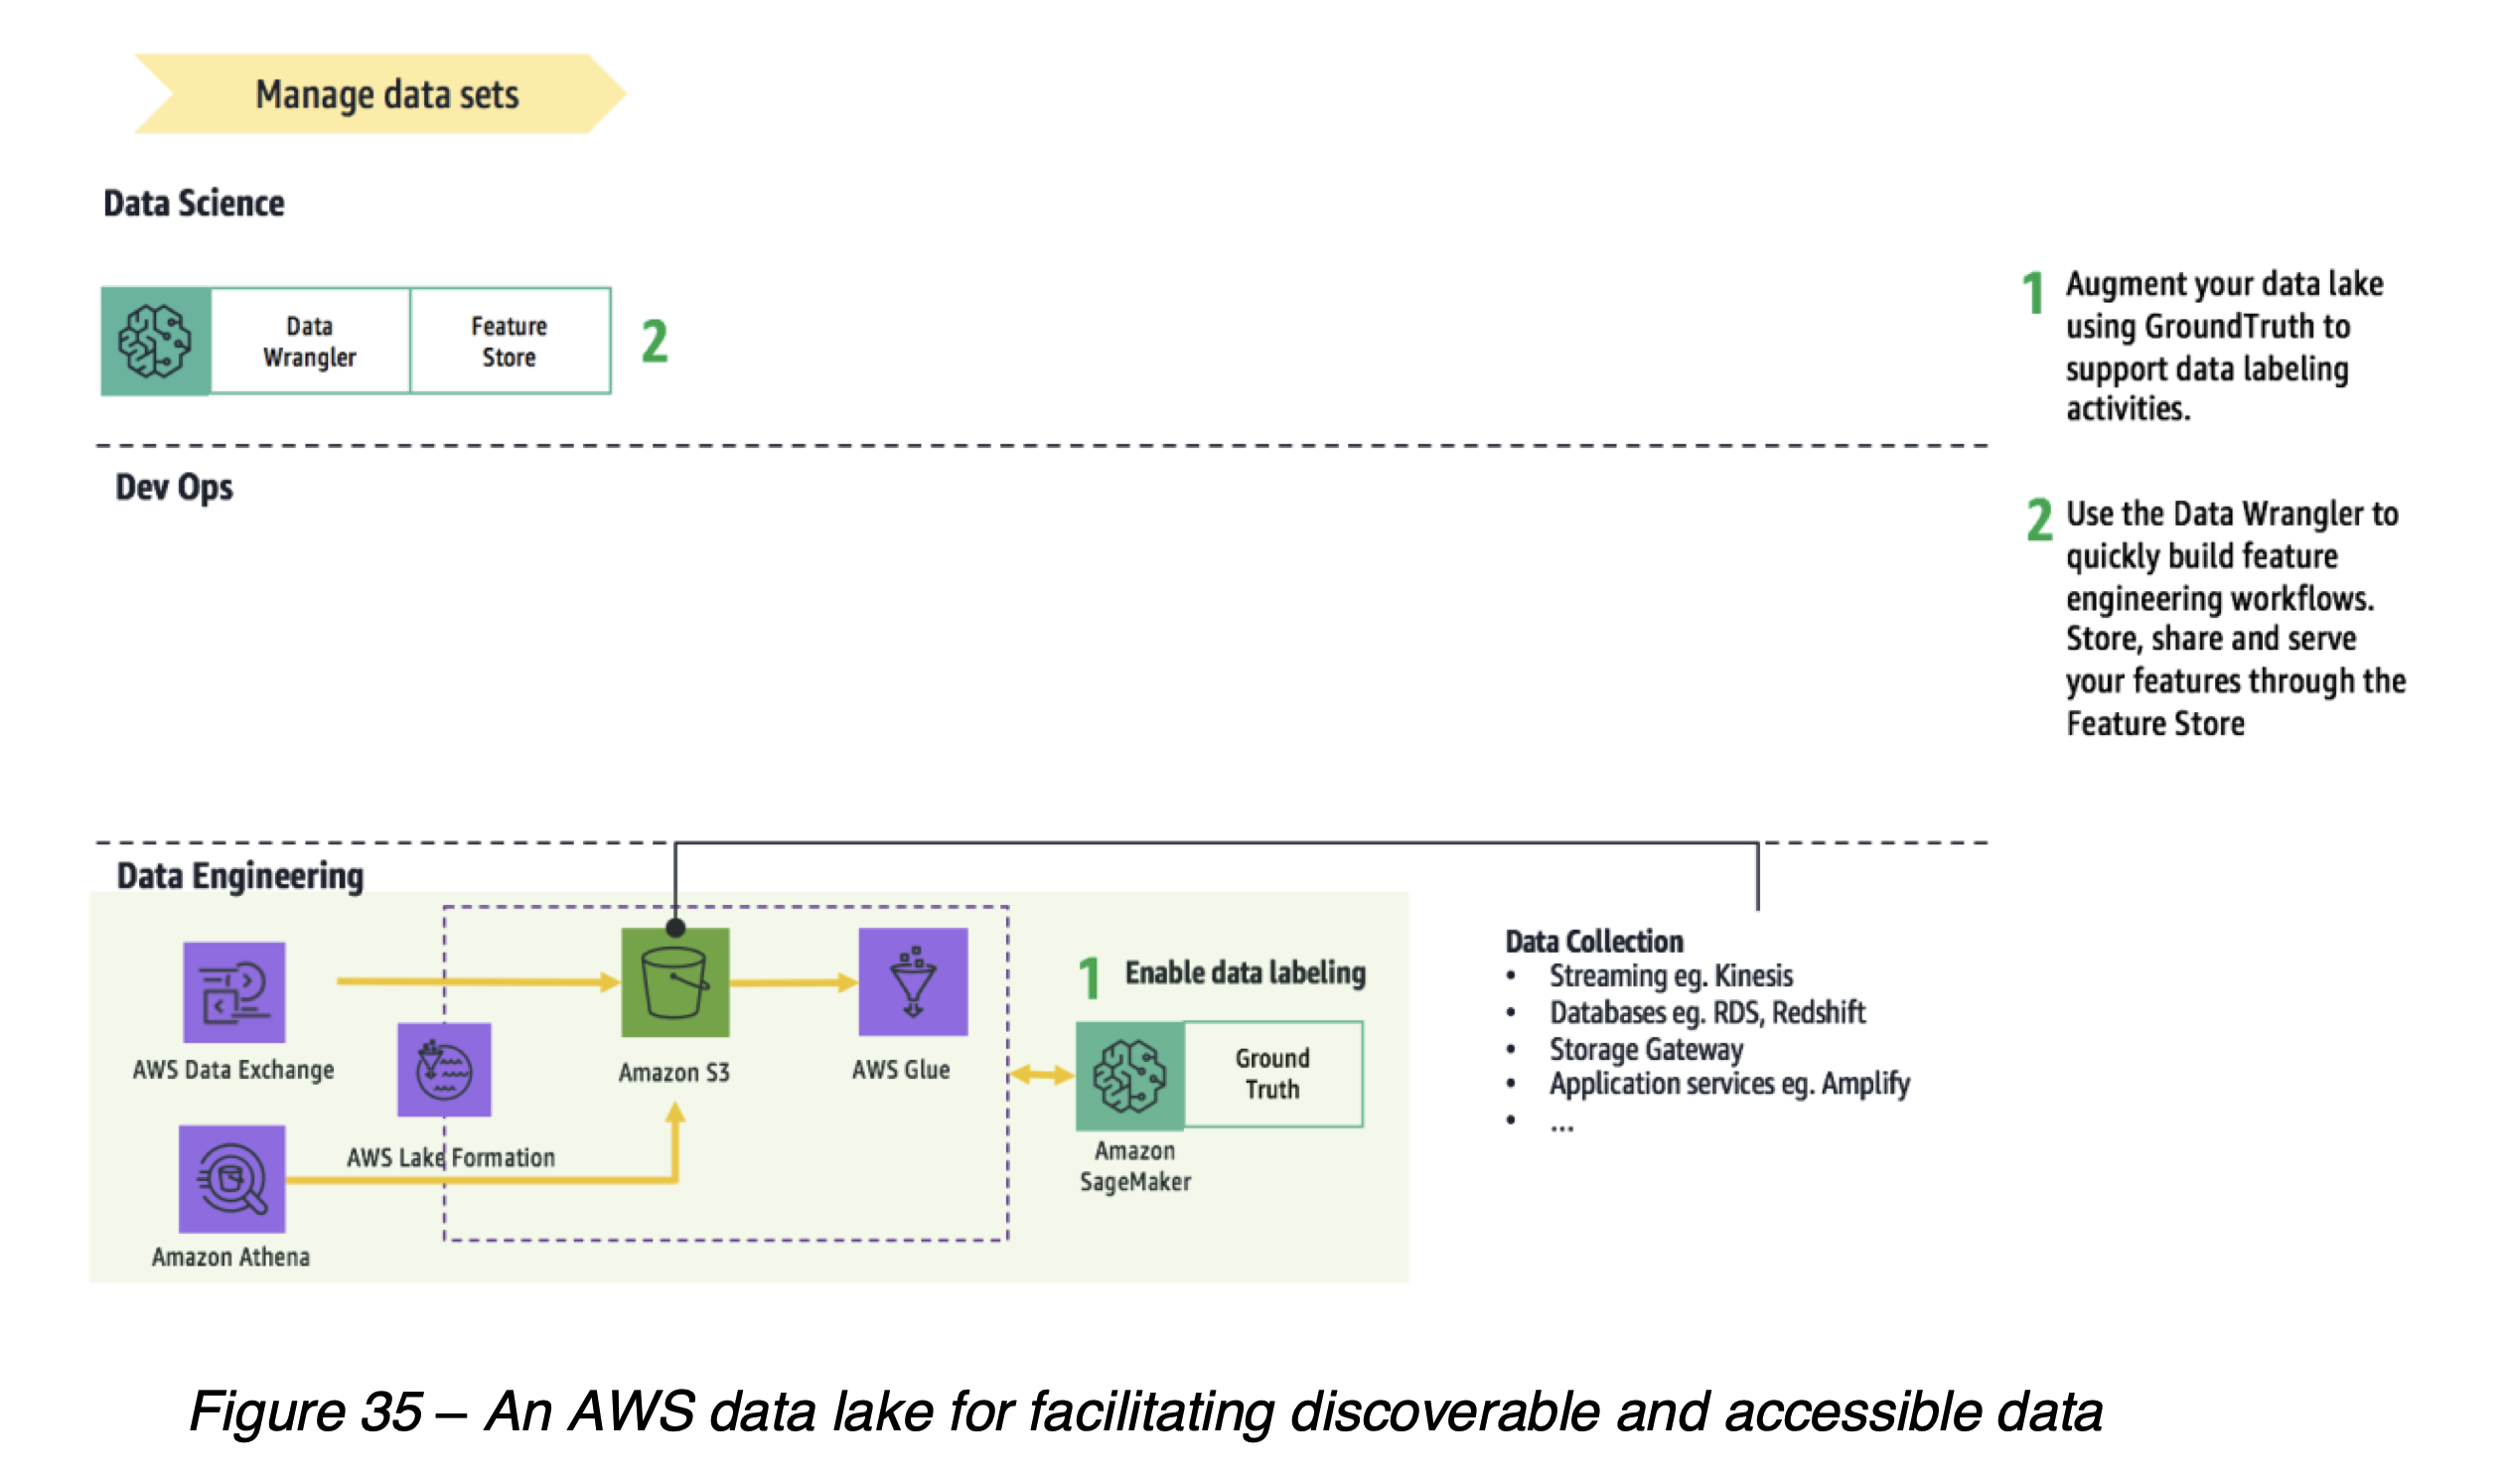 Manage data sets
Data Science
Data
Wrangler
Feature
Store
2
1 Augment your data lake
using GroundTruth to
support data labeling
activities.
Dev Ops
2 Use the Data Wrangler to
quickly build feature
engineering workflows.
Store, share and serve
your features through the
Feature Store
Data Engineering
AWS Data Exchange
Amazon S3
AWS Glue
AWS Lake Formation
Amazon Athena
1 Enable data labeling
Ground
Truth
Amazon
SageMaker
Data Collection
• Streaming eg. Kinesis
• Databases eg. RDS, Redshift
• Storage Gateway
• Application services eg. Amplify
• ...
Figure 35 – An AWS data lake for facilitating discoverable and accessible data